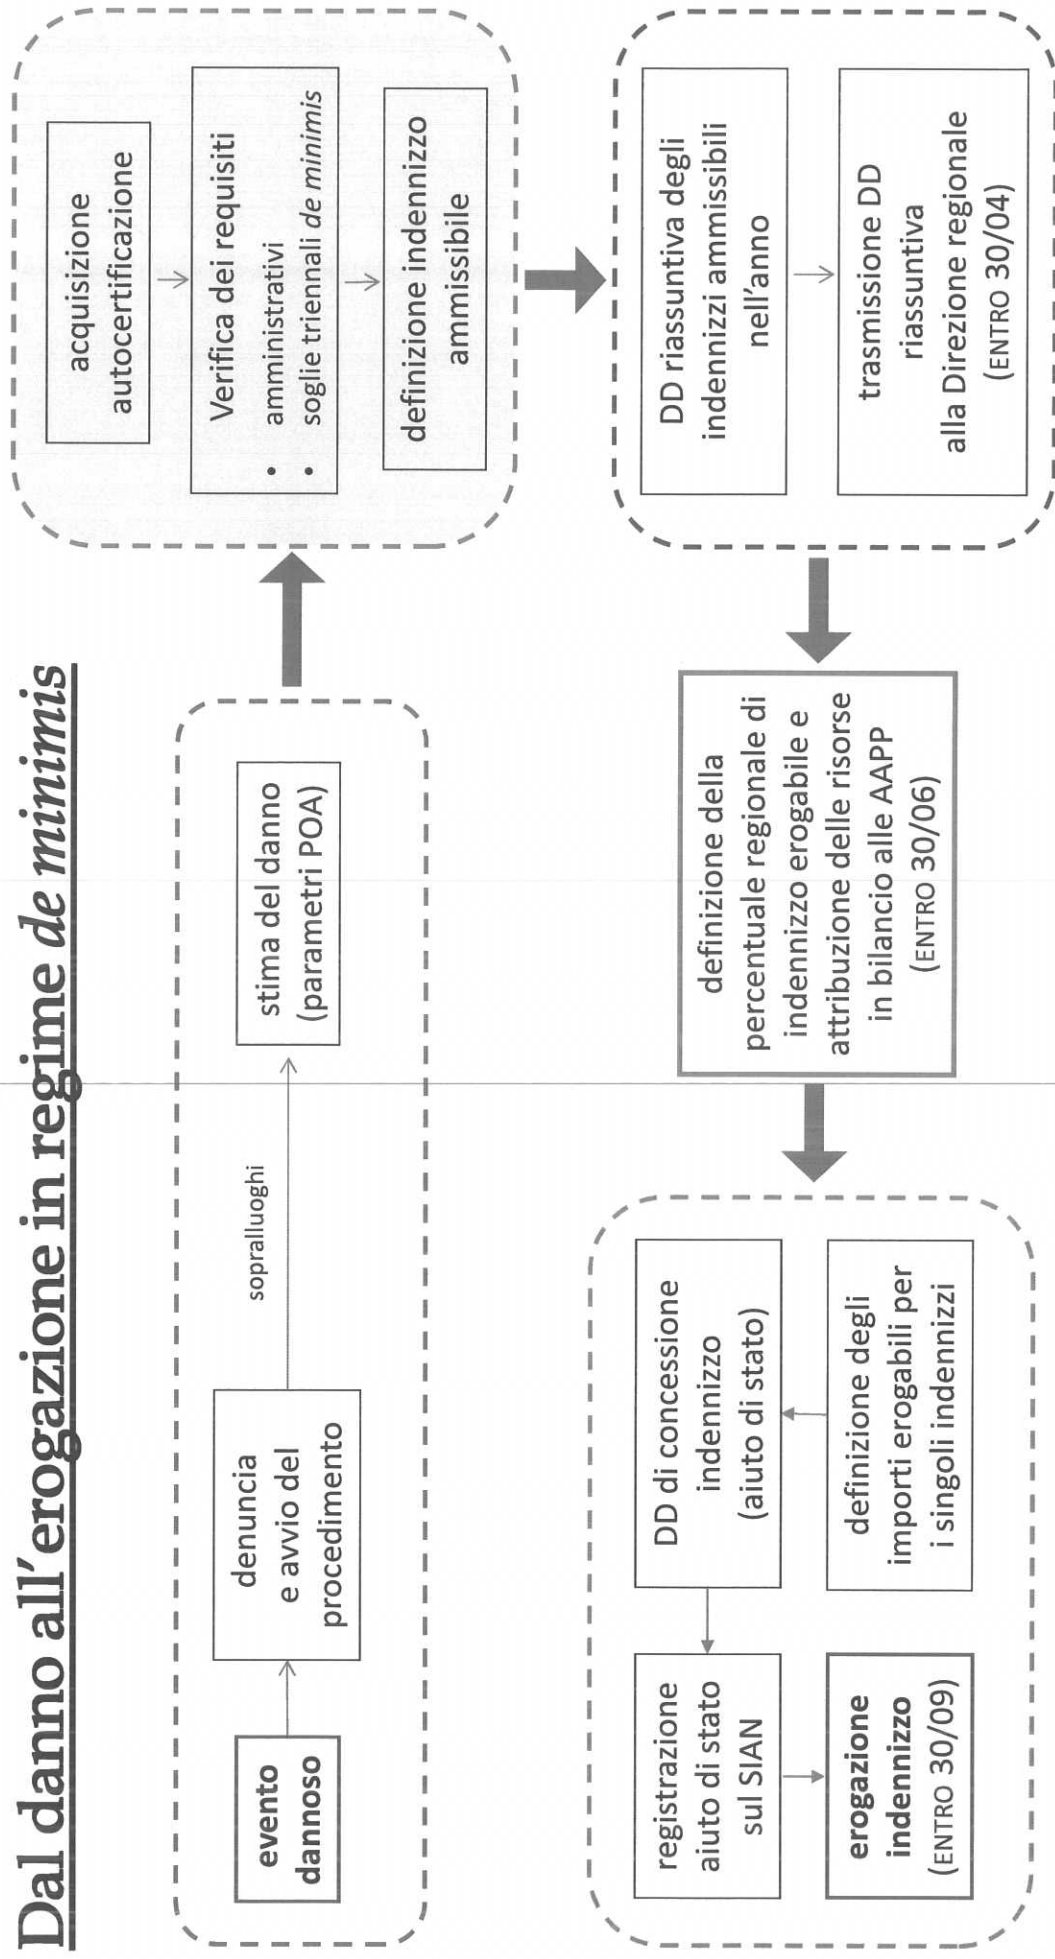 Dal danno all'erogazione in regime de minimis
evento
dannoso
denuncia
e avvio del
procedimento
sopralluoghi
stima del danno
(parametri POA)
acquisizione
autocertificazione
Verifica dei requisiti
• amministrativi
• soglie triennali de minimis
definizione indennizzo
ammissibile
DD riassuntiva degli
indennizzi ammissibili
nell'anno
trasmissione DD
riassuntiva
alla Direzione regionale
(ENTRO 30/04)
definizione della
percentuale regionale di
indennizzo erogabile e
attribuzione delle risorse
in bilancio alle AAPP
(ENTRO 30/06)
definizione degli
importi erogabili per
i singoli indennizzi
DD di concessione
indennizzo
(aiuto di stato)
registrazione
aiuto di stato
sul SIAN
erogazione
indennizzo
(ENTRO 30/09)